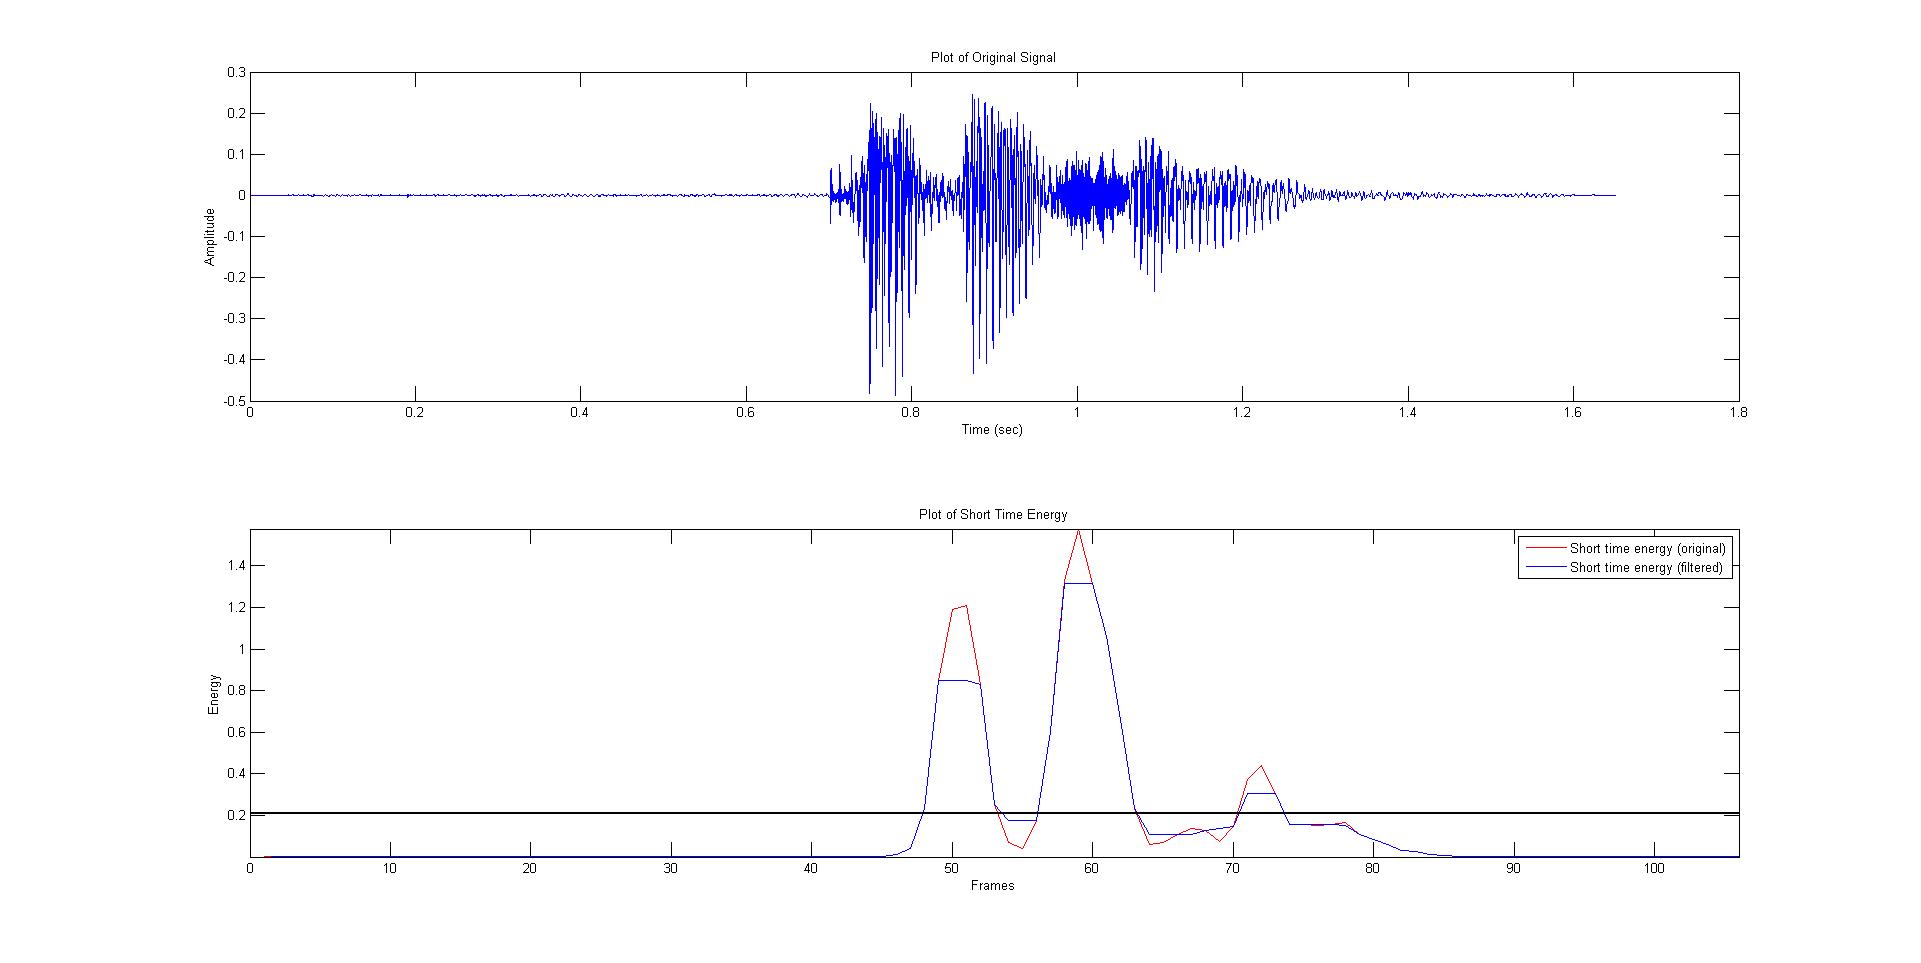 Plot of Original Signal
0.3
0.2
0.1
0
-0.1
-0.2
-0.3
-0.4
-0.5
Amplitude
0 0.2 0.4 0.6 0.8 1 1.2 1.4 1.6 1.8
Time (sec)
Plot of Short Time Energy
Short time energy (original)
Short time energy (filtered)
1.4
1.2
1
0.8
0.6
0.4
0.2
Energy
0 10 20 30 40 50 60 70 80 90 100
Frames